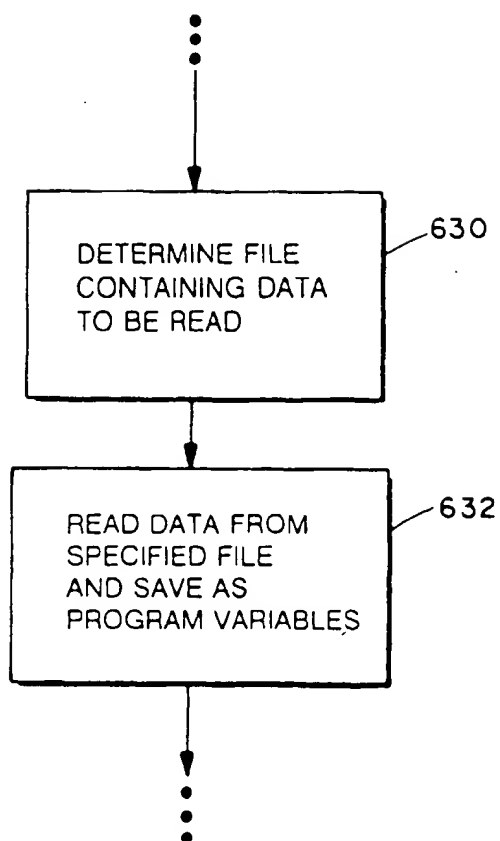 630
DETERMINE FILE
CONTAINING DATA
TO BE READ
632
READ DATA FROM
SPECIFIED FILE
AND SAVE AS
PROGRAM VARIABLES